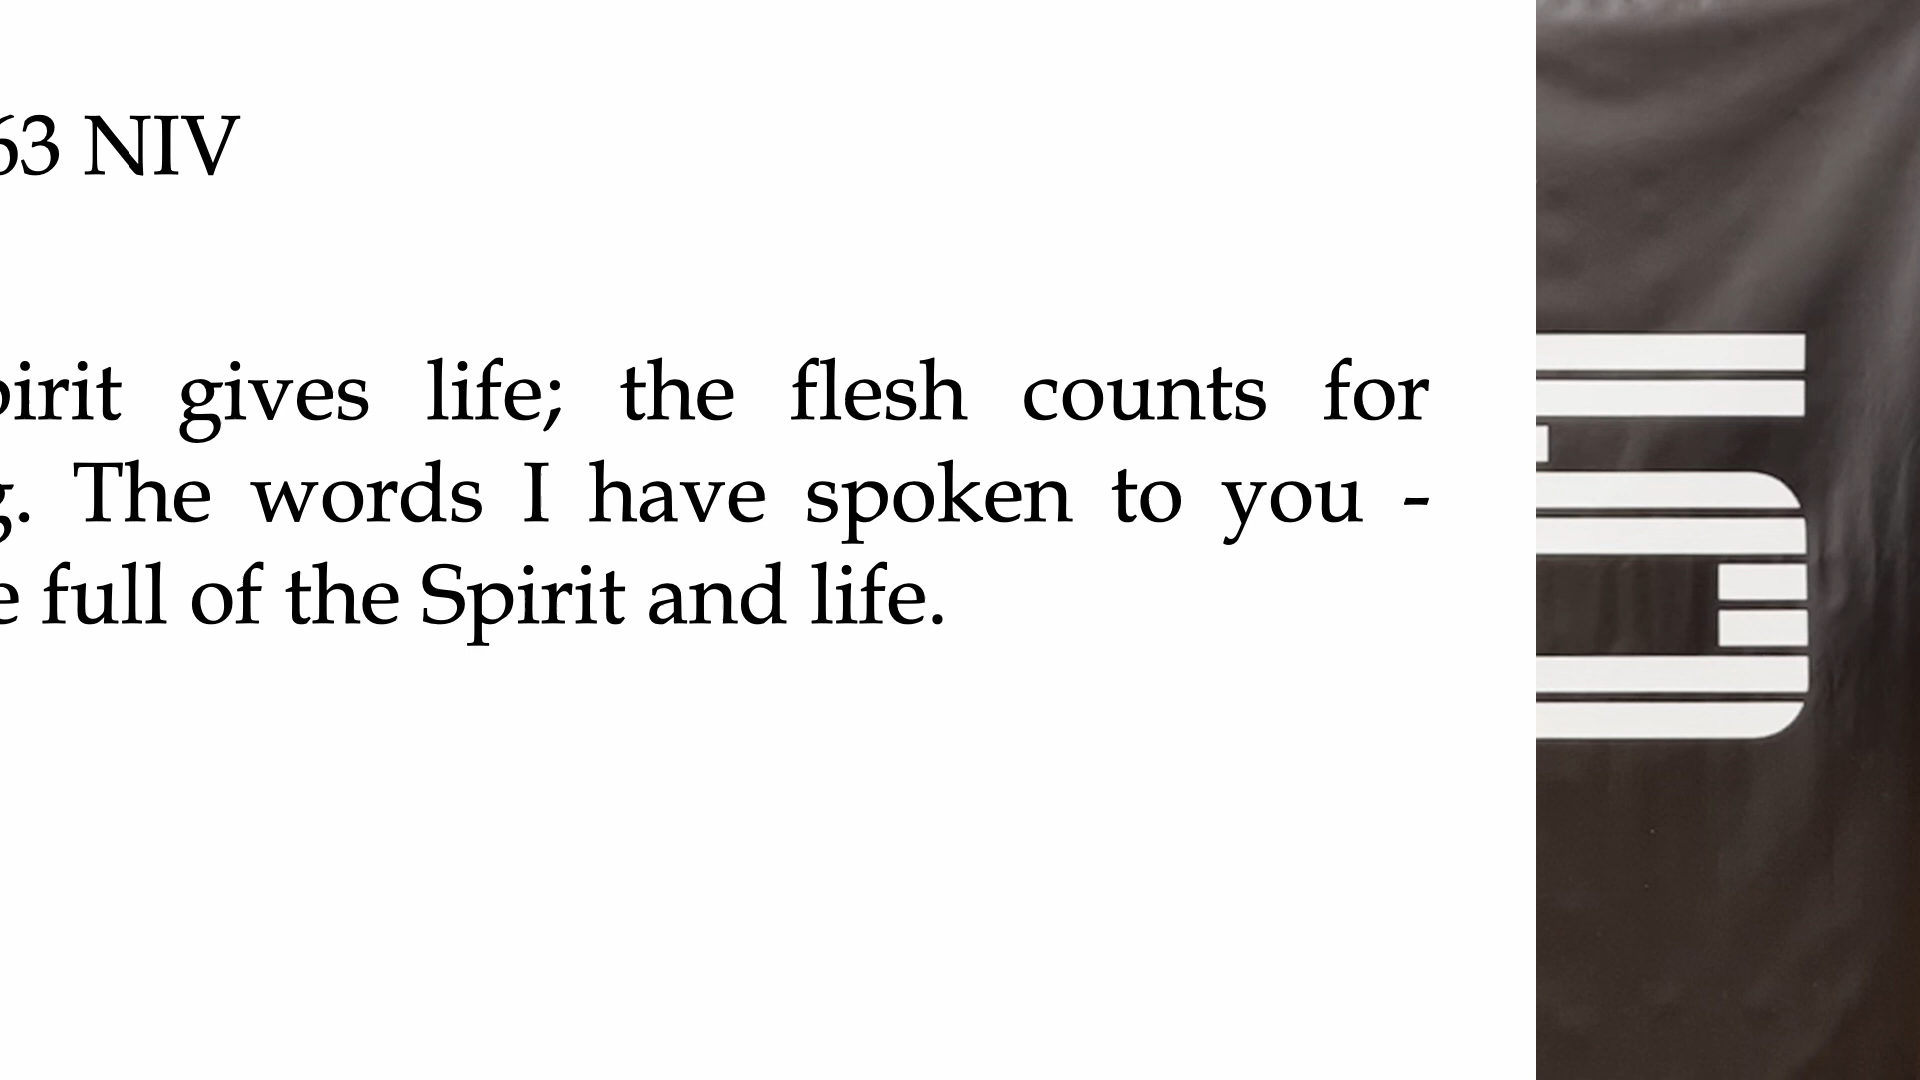 63 NIV
pirit gives life; the flesh counts for
g. The words I have spoken to you -
e full of the Spirit and life.